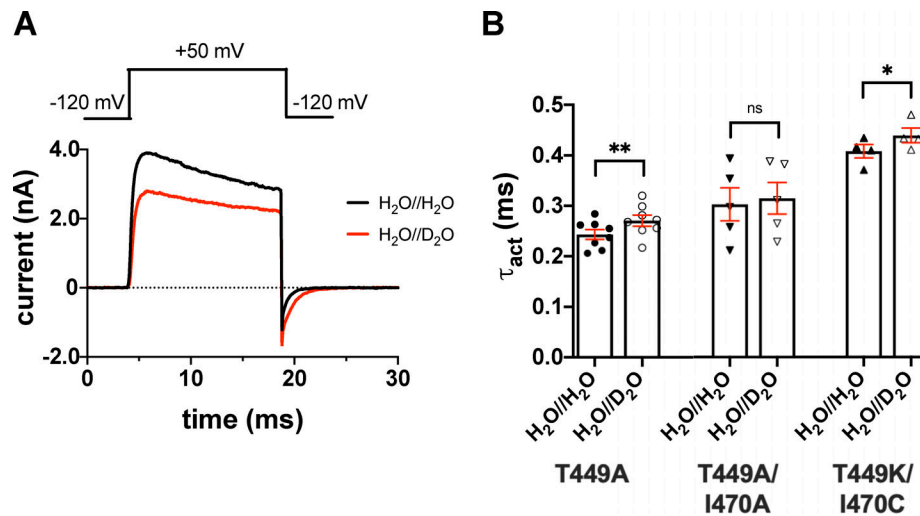 A
+50 mV
-120 mV
-120 mV
current (nA)
4.0
2.0
0
-2.0
H₂O//H₂O
H₂O//D₂O
0
10
20
30
time (ms)
B
τact (ms)
0.5
0.4
0.3
0.2
0.1
0.0
**
ns
*
H₂O//H₂O
H₂O//D₂O
H₂O//H₂O
H₂O//D₂O
H₂O//H₂O
H₂O//D₂O
T449A
T449A/
I470A
T449K/
I470C